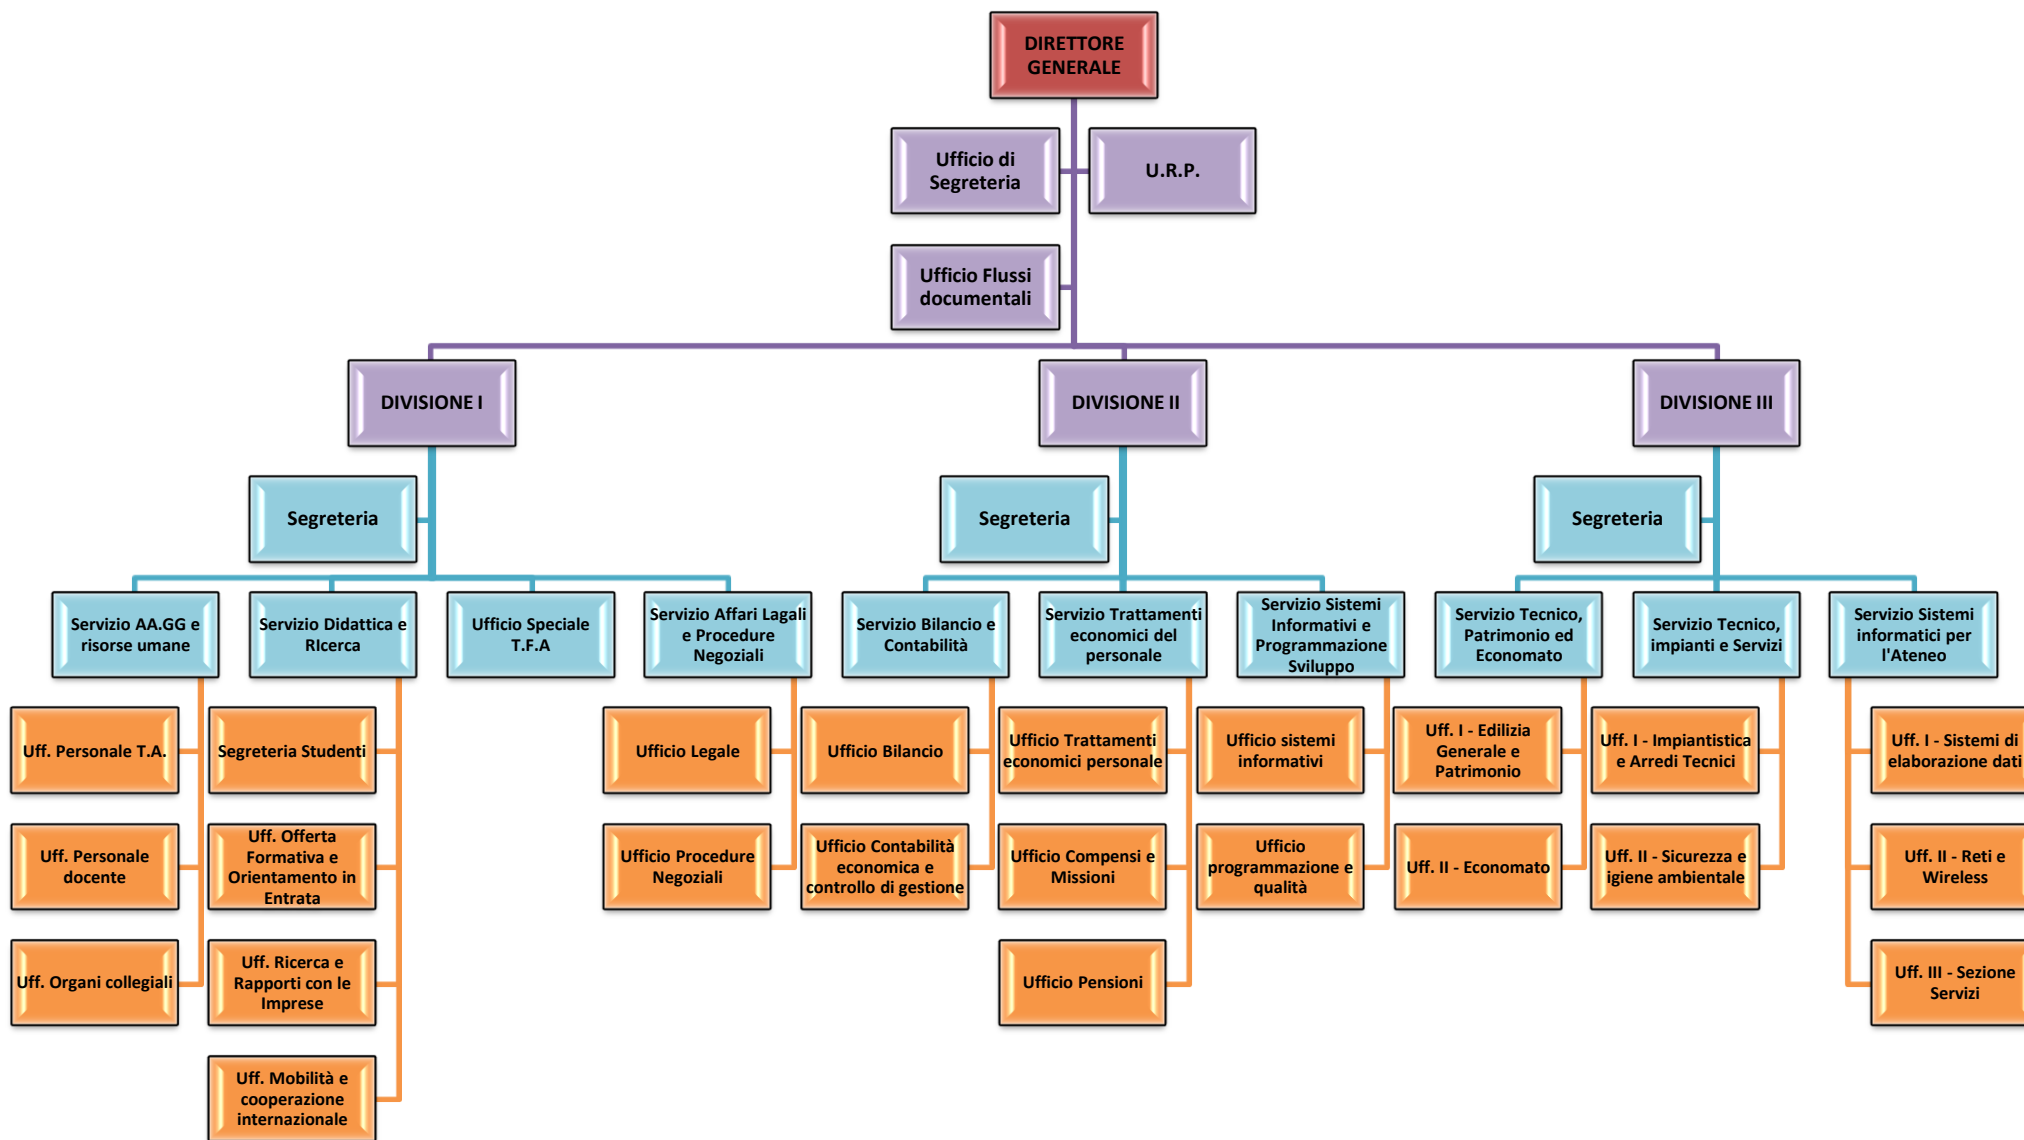 DIRETTORE
GENERALE
Ufficio di
Segreteria
U.R.P.
Ufficio Flussi
documentali
DIVISIONE I
DIVISIONE II
DIVISIONE III
Segreteria
Segreteria
Segreteria
Servizio AA.GG e
risorse umane
Servizio Didattica e
RIcerca
Ufficio Speciale
T.F.A
Servizio Affari Lagali
e Procedure
Negoziali
Servizio Bilancio e
Contabilità
Servizio Trattamenti
economici del
personale
Servizio Sistemi
Informativi e
Programmazione
Sviluppo
Servizio Tecnico,
Patrimonio ed
Economato
Servizio Tecnico,
impianti e Servizi
Servizio Sistemi
informatici per
l'Ateneo
Uff. Personale T.A.
Segreteria Studenti
Ufficio Legale
Ufficio Bilancio
Ufficio Trattamenti
economici personale
Ufficio sistemi
informativi
Uff. I - Edilizia
Generale e
Patrimonio
Uff. I - Impiantistica
e Arredi Tecnici
Uff. I - Sistemi di
elaborazione dati
Uff. Personale
docente
Uff. Offerta
Formativa e
Orientamento in
Entrata
Ufficio Procedure
Negoziali
Ufficio Contabilità
economica e
controllo di gestione
Ufficio Compensi e
Missioni
Ufficio
programmazione e
qualità
Uff. II - Economato
Uff. II - Sicurezza e
igiene ambientale
Uff. II - Reti e
Wireless
Uff. Organi collegiali
Uff. Ricerca e
Rapporti con le
Imprese
Ufficio Pensioni
Uff. III - Sezione
Servizi
Uff. Mobilità e
cooperazione
internazionale